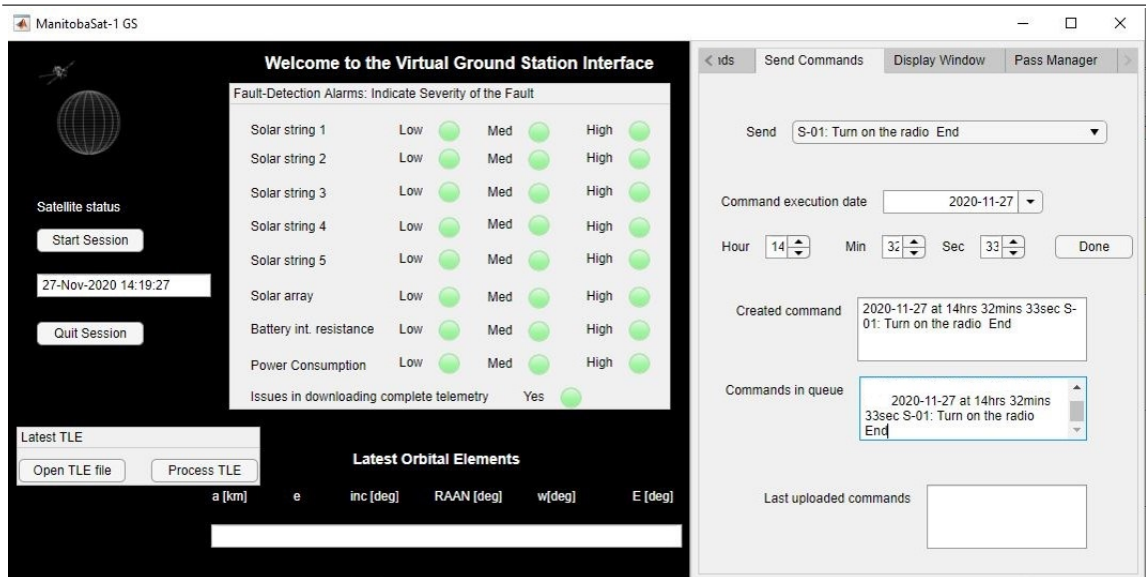 ManitobaSat-1 GS
Welcome to the Virtual Ground Station Interface
Fault-Detection Alarms: Indicate Severity of the Fault
Solar string 1 Low Med High
Solar string 2 Low Med High
Solar string 3 Low Med High
Solar string 4 Low Med High
Solar string 5 Low Med High
Solar array Low Med High
Battery int. resistance Low Med High
Power Consumption Low Med High
Issues in downloading complete telemetry Yes
Satellite status
Start Session
27-Nov-2020 14:19:27
Quit Session
Latest TLE
Open TLE file Process TLE
Latest Orbital Elements
a [km] e inc [deg] RAAN [deg] w[deg] E [deg]
Send Commands Display Window Pass Manager
Send S-01: Turn on the radio End
Command execution date 2020-11-27
Hour 14 Min 32 Sec 33 Done
Created command
2020-11-27 at 14hrs 32mins 33sec S-
01: Turn on the radio End
Commands in queue
2020-11-27 at 14hrs 32mins
33sec S-01: Turn on the radio
End
Last uploaded commands